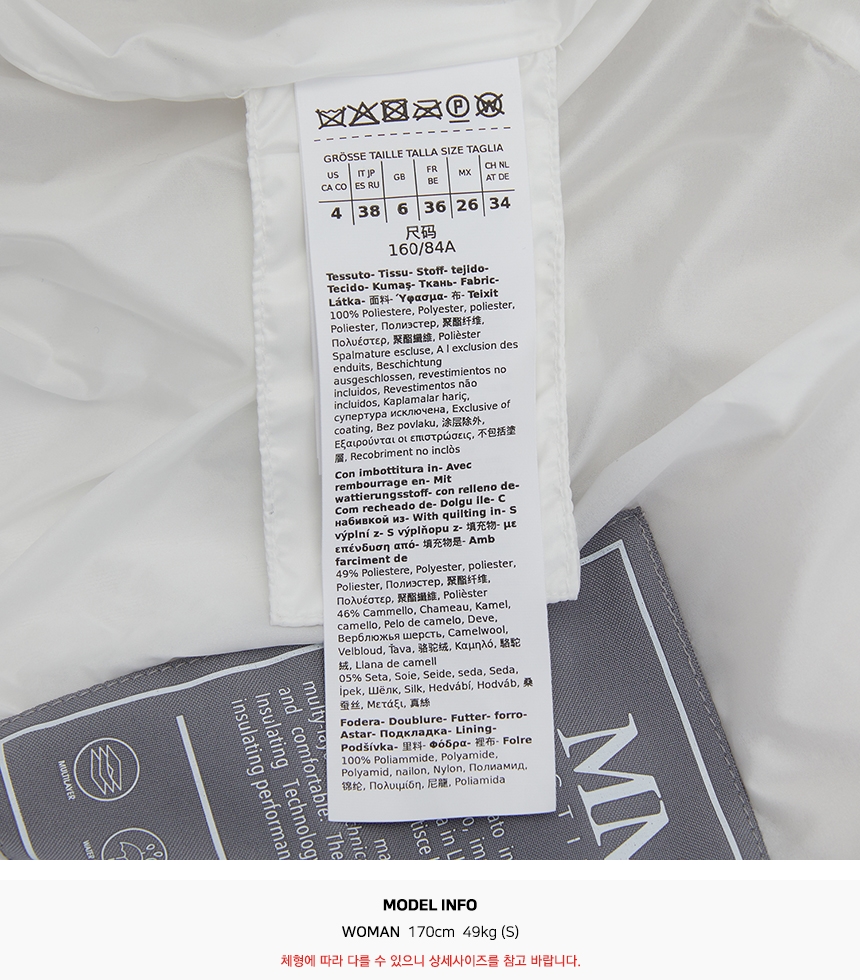 GRÖSSE TAILLE TALLA SIZE TAGLIA
US CA CO | IT JP ES RU | GB | FR BE | MX | CH NL AT DE
4 | 38 | 6 | 36 | 26 | 34
尺码
160/84A
Tessuto- Tissu- Stoff- tejido-
Tecido- Kumaş- Ткань- Fabric-
Látka- 面料- Ύφασμα- 布- Teixit
100% Poliestere, Polyester, poliester,
Poliester, Полиэстер, 聚酯纤维,
Πολυέστερ, 聚酯纖維, Polièster
Spalmature escluse, A l exclusion des
enduits, Beschichtung
ausgeschlossen, revestimientos no
incluidos, Revestimentos não
incluidos, Kaplamalar hariç,
супертура исключена, Exclusive of
coating, Bez povlaku, 涂层除外,
Εξαιρούνται οι επιστρώσεις, 不包括塗
層, Recobriment no inclòs
Con imbottitura in- Avec
rembourrage en- Mit
wattierungsstoff- con relleno de-
Com recheado de- Dolgu ile- С
набивкой из- With quilting in- S
výplní z- S výplňopu z- 填充物- με
επένδυση από- 填充物是- Amb
farciment de
49% Poliestere, Polyester, poliester,
Poliester, Полиэстер, 聚酯纤维,
Πολυέστερ, 聚酯纖維, Polièster
46% Cammello, Chameau, Kamel,
camello, Pelo de camelo, Deve,
Верблюжья шерсть, Camelwool,
Velbloud, Ťava, 骆驼绒, Καμηλό, 駱駝
絨, Llana de camell
05% Seta, Soie, Seide, seda, Seda,
İpek, Шёлк, Silk, Hedvábí, Hodváb, 桑
蚕丝, Μετάξι, 真絲
Fodera- Doublure- Futter- forro-
Astar- Подкладка- Lining-
Podšívka- 里料- Φόδρα- 裡布- Folre
100% Poliammide, Polyamide,
Polyamid, nailon, Nylon, Полиамид,
锦纶, Πολυμίδη, 尼龍, Poliamida
MULTILAYER
WATER
and comfortable.
Insulating Technolog
insulating performan
MODEL INFO
WOMAN 170cm 49kg (S)
체형에 따라 다를 수 있으니 상세사이즈를 참고 바랍니다.